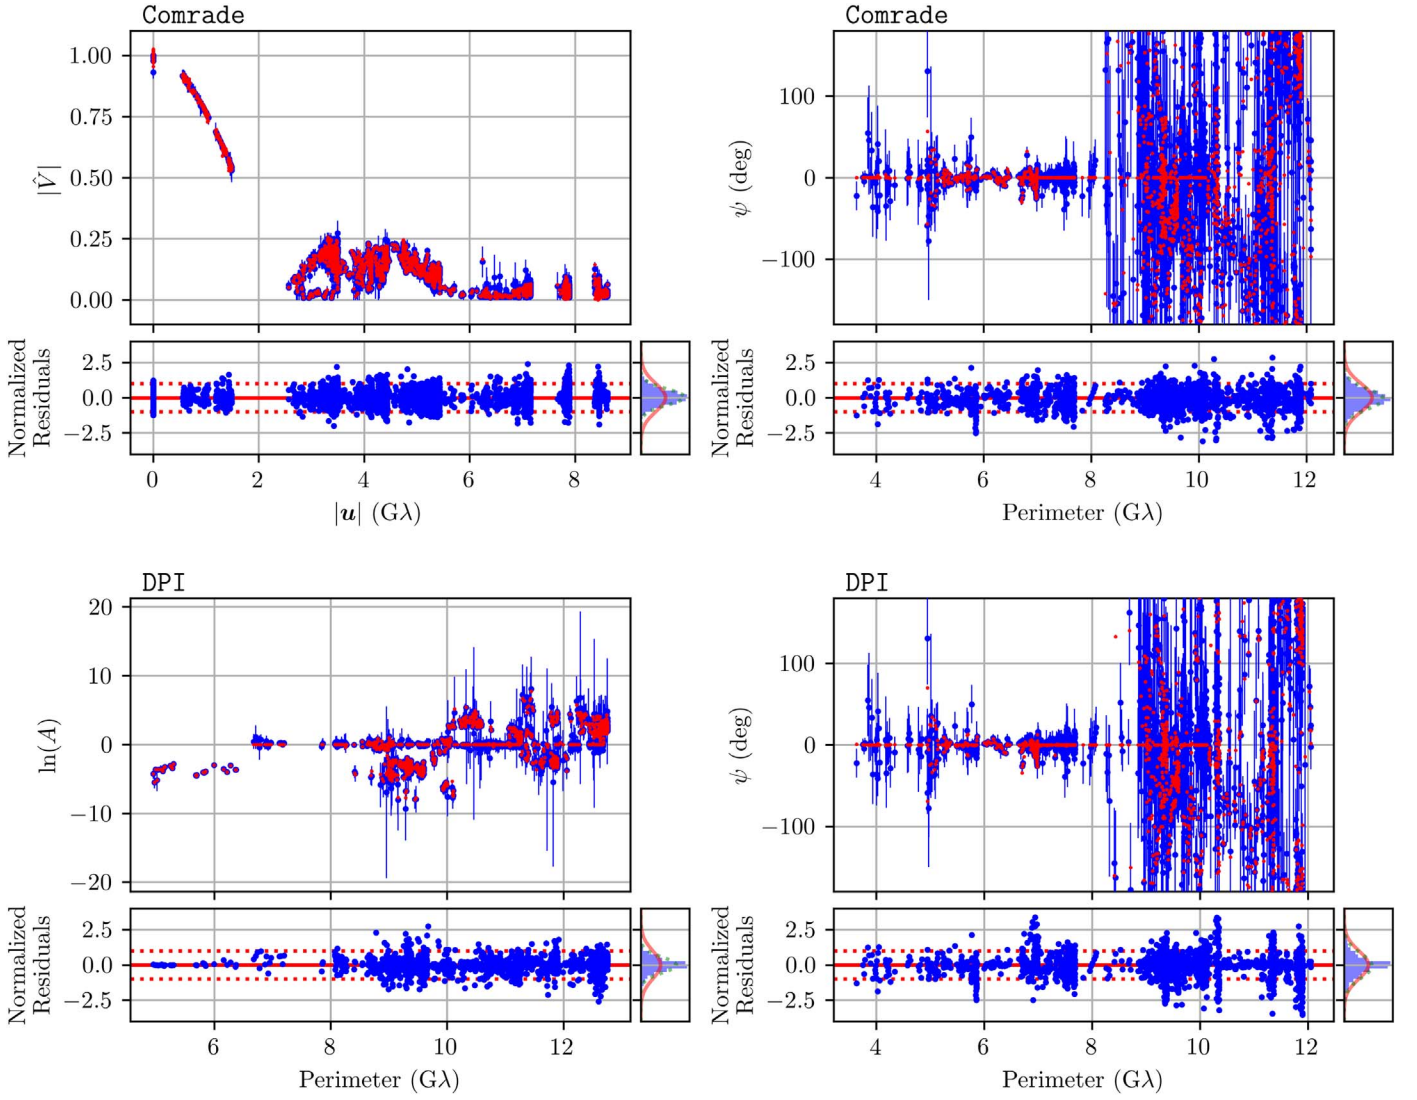 Comrade
1.00
0.75
0.50
0.25
0.00
|V̂|
Normalized
Residuals
2.5
0.0
−2.5
0 2 4 6 8
|u| (Gλ)
Comrade
100
0
−100
ψ (deg)
Normalized
Residuals
2.5
0.0
−2.5
4 6 8 10 12
Perimeter (Gλ)
DPI
20
10
0
−10
−20
ln(A)
Normalized
Residuals
2.5
0.0
−2.5
6 8 10 12
Perimeter (Gλ)
DPI
100
0
−100
ψ (deg)
Normalized
Residuals
2.5
0.0
−2.5
4 6 8 10 12
Perimeter (Gλ)